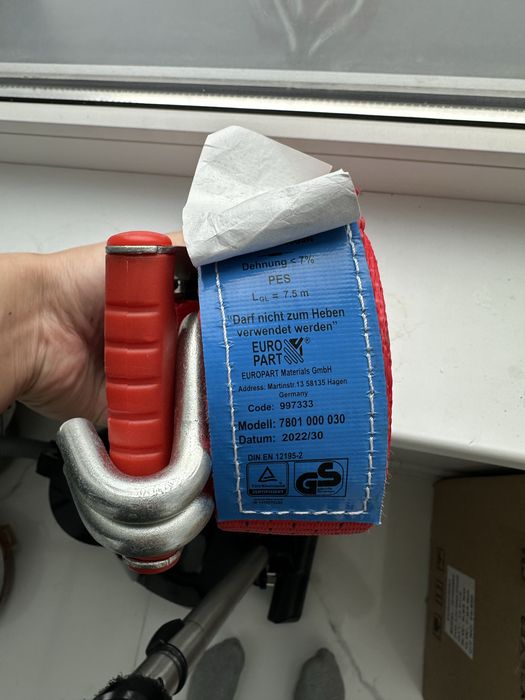 Dehnung < 7%
PES
LGL = 7.5 m
"Darf nicht zum Heben
verwendet werden"
EURO
PART®
EUROPART Materials GmbH
Address: Martinstr.13 58135 Hagen
Germany
Code: 997333
Modell: 7801 000 030
Datum: 2022/30
DIN EN 12195-2
GS